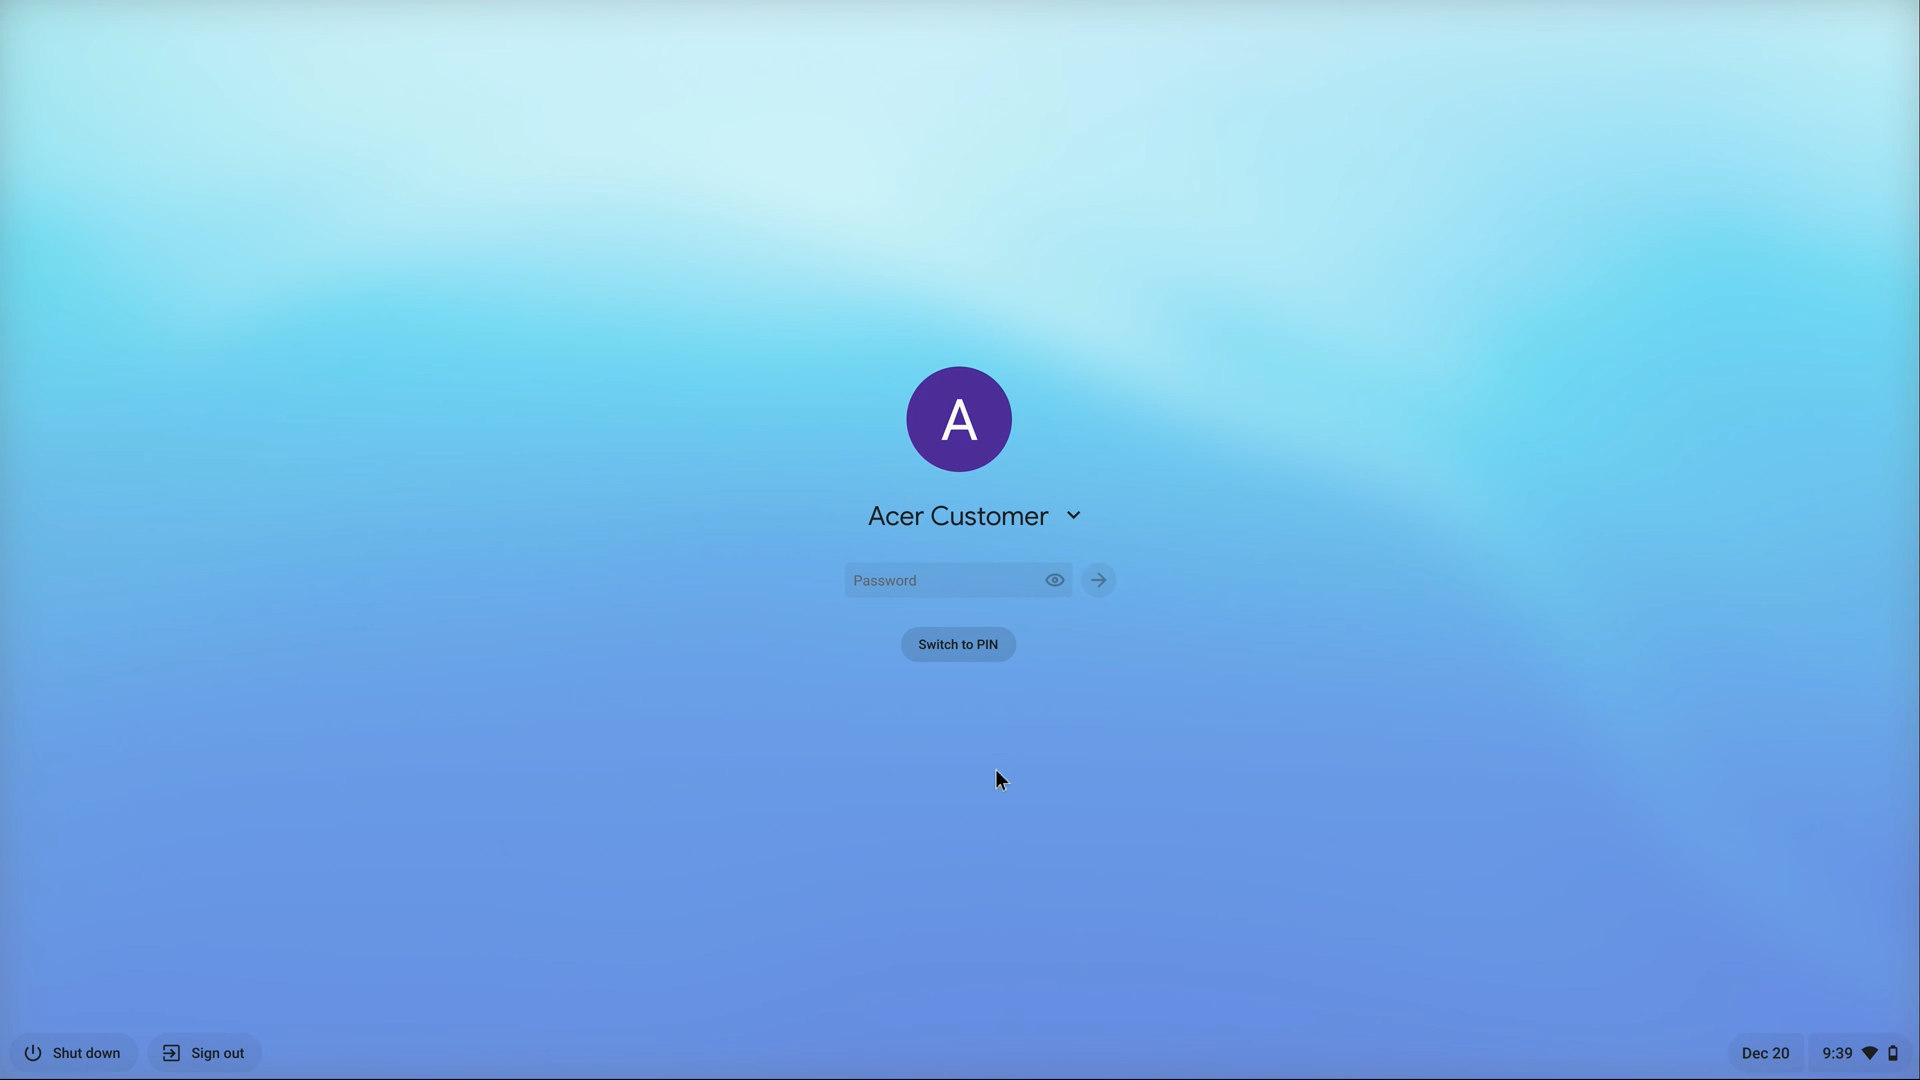 A
Acer Customer
Password
Switch to PIN
Shut down
Sign out
Dec 20
9:39